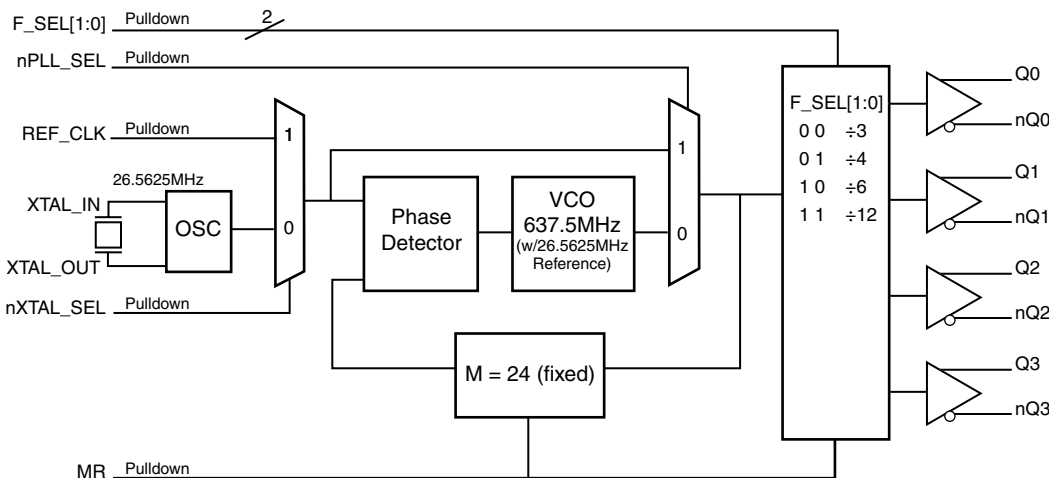 F_SEL[1:0] Pulldown 2
nPLL_SEL Pulldown
REF_CLK Pulldown
1
0
26.5625MHz
XTAL_IN
OSC
XTAL_OUT
nXTAL_SEL Pulldown
Phase
Detector
VCO
637.5MHz
(w/26.5625MHz
Reference)
1
0
M = 24 (fixed)
MR Pulldown
F_SEL[1:0]
0 0 ÷3
0 1 ÷4
1 0 ÷6
1 1 ÷12
Q0
nQ0
Q1
nQ1
Q2
nQ2
Q3
nQ3